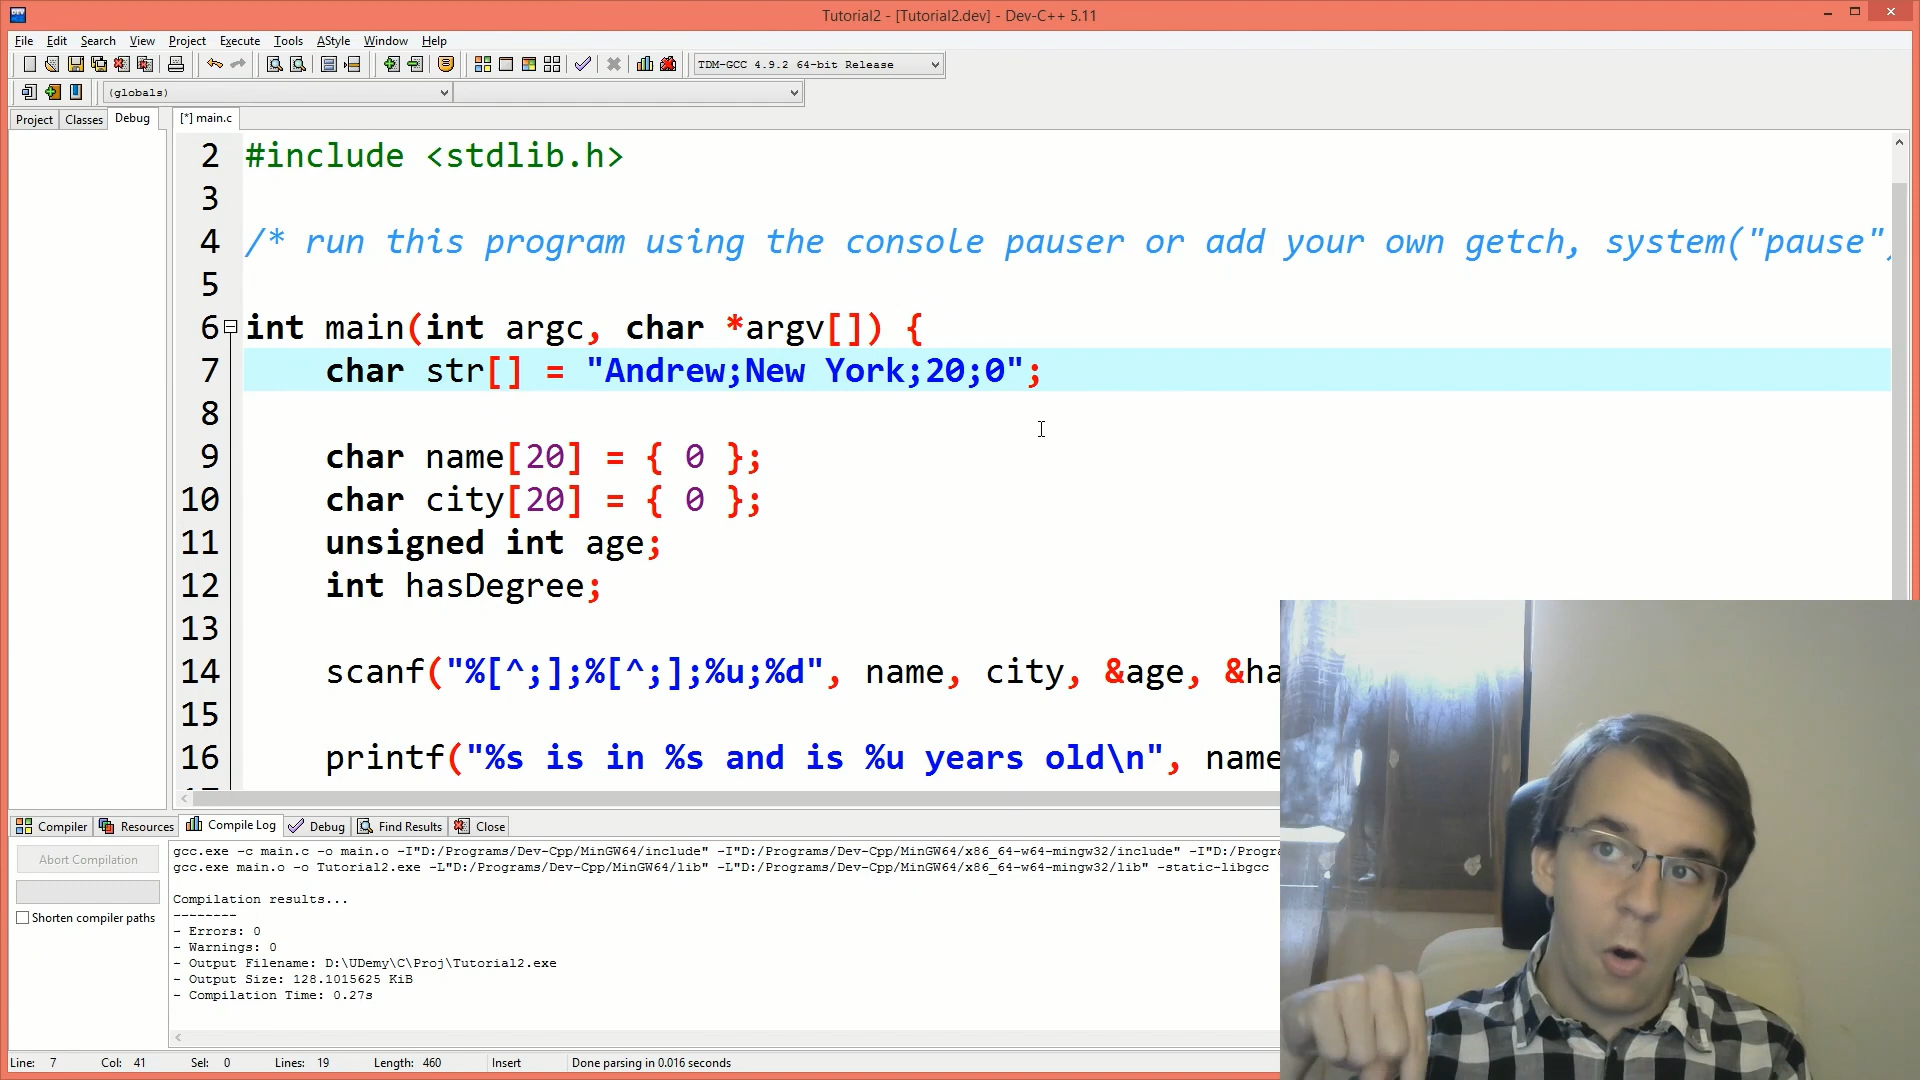 Tutorial2 - [Tutorial2.dev] - Dev-C++ 5.11
File Edit Search View Project Execute Tools AStyle Window Help
TDM-GCC 4.9.2 64-bit Release
(globals)
Project Classes Debug [*] main.c
2 #include <stdlib.h>
3
4 /* run this program using the console pauser or add your own getch, system("pause")
5
6 int main(int argc, char *argv[]) {
7 char str[] = "Andrew;New York;20;0";
8
9 char name[20] = { 0 };
10 char city[20] = { 0 };
11 unsigned int age;
12 int hasDegree;
13
14 scanf("%[^;];%[^;];%u;%d", name, city, &age, &ha
15
16 printf("%s is in %s and is %u years old\n", name
Compiler Resources Compile Log Debug Find Results Close
Abort Compilation
Shorten compiler paths
gcc.exe -c main.c -o main.o -I"D:/Programs/Dev-Cpp/MinGW64/include" -I"D:/Programs/Dev-Cpp/MinGW64/x86_64-w64-mingw32/include" -I"D:/Progra
gcc.exe main.o -o Tutorial2.exe -L"D:/Programs/Dev-Cpp/MinGW64/lib" -L"D:/Programs/Dev-Cpp/MinGW64/x86_64-w64-mingw32/lib" -static-libgcc
Compilation results...
--------
- Errors: 0
- Warnings: 0
- Output Filename: D:\UDemy\C\Proj\Tutorial2.exe
- Output Size: 128.1015625 KiB
- Compilation Time: 0.27s
Line: 7 Col: 41 Sel: 0 Lines: 19 Length: 460 Insert Done parsing in 0.016 seconds